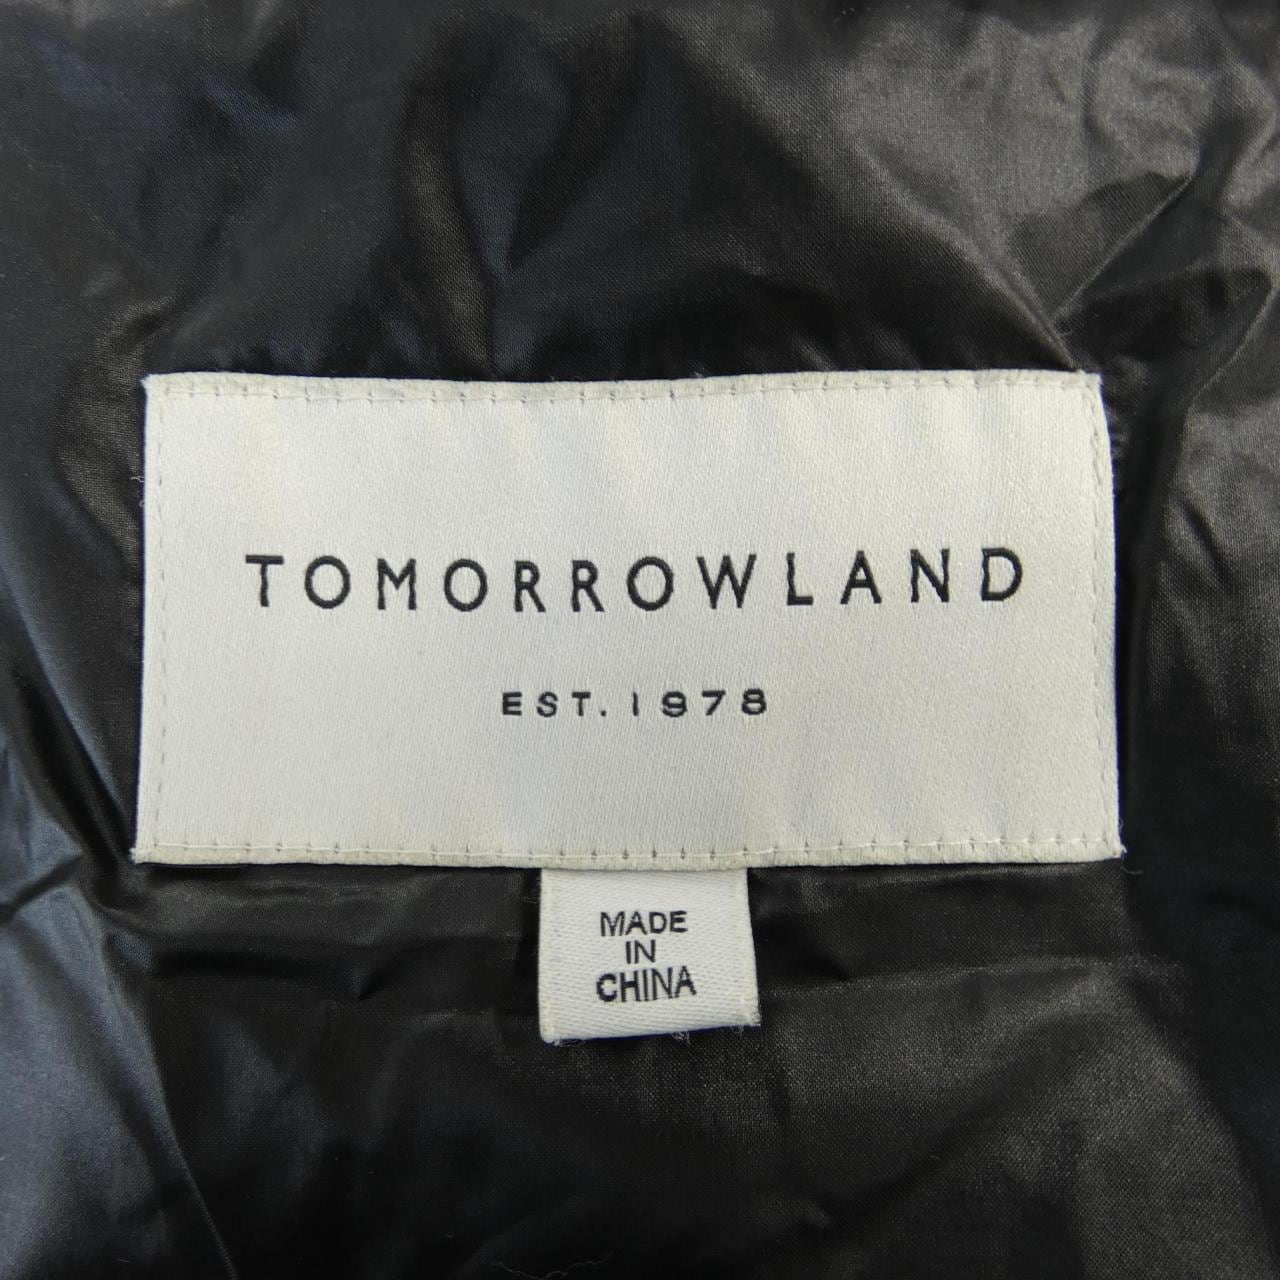 TOMORROWLAND
EST. 1978
MADE
IN
CHINA